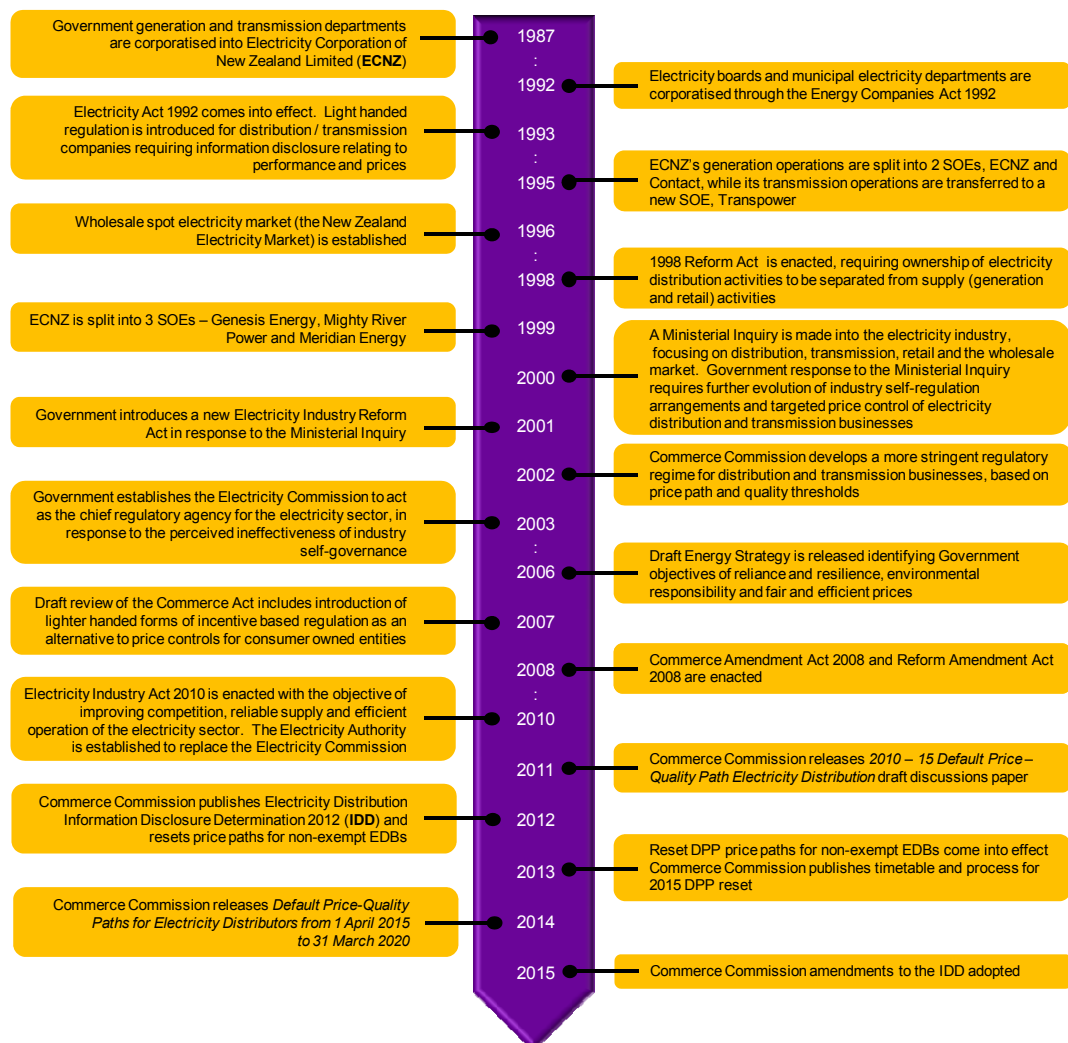 Government generation and transmission departments
are corporatised into Electricity Corporation of
New Zealand Limited (ECNZ)
1987
:
1992
Electricity boards and municipal electricity departments are
corporatised through the Energy Companies Act 1992
Electricity Act 1992 comes into effect. Light handed
regulation is introduced for distribution / transmission
companies requiring information disclosure relating to
performance and prices
1993
:
1995
ECNZ's generation operations are split into 2 SOEs, ECNZ and
Contact, while its transmission operations are transferred to a
new SOE, Transpower
Wholesale spot electricity market (the New Zealand
Electricity Market) is established
1996
:
1998
1998 Reform Act is enacted, requiring ownership of electricity
distribution activities to be separated from supply (generation
and retail) activities
ECNZ is split into 3 SOEs – Genesis Energy, Mighty River
Power and Meridian Energy
1999
2000
A Ministerial Inquiry is made into the electricity industry,
focusing on distribution, transmission, retail and the wholesale
market. Government response to the Ministerial Inquiry
requires further evolution of industry self-regulation
arrangements and targeted price control of electricity
distribution and transmission businesses
Government introduces a new Electricity Industry Reform
Act in response to the Ministerial Inquiry
2001
2002
Commerce Commission develops a more stringent regulatory
regime for distribution and transmission businesses, based on
price path and quality thresholds
Government establishes the Electricity Commission to act
as the chief regulatory agency for the electricity sector, in
response to the perceived ineffectiveness of industry
self-governance
2003
:
2006
Draft Energy Strategy is released identifying Government
objectives of reliance and resilience, environmental
responsibility and fair and efficient prices
Draft review of the Commerce Act includes introduction of
lighter handed forms of incentive based regulation as an
alternative to price controls for consumer owned entities
2007
2008
Commerce Amendment Act 2008 and Reform Amendment Act
2008 are enacted
Electricity Industry Act 2010 is enacted with the objective of
improving competition, reliable supply and efficient
operation of the electricity sector. The Electricity Authority
is established to replace the Electricity Commission
:
2010
2011
Commerce Commission releases 2010 – 15 Default Price –
Quality Path Electricity Distribution draft discussions paper
Commerce Commission publishes Electricity Distribution
Information Disclosure Determination 2012 (IDD) and
resets price paths for non-exempt EDBs
2012
2013
Reset DPP price paths for non-exempt EDBs come into effect
Commerce Commission publishes timetable and process for
2015 DPP reset
Commerce Commission releases Default Price-Quality
Paths for Electricity Distributors from 1 April 2015
to 31 March 2020
2014
2015
Commerce Commission amendments to the IDD adopted